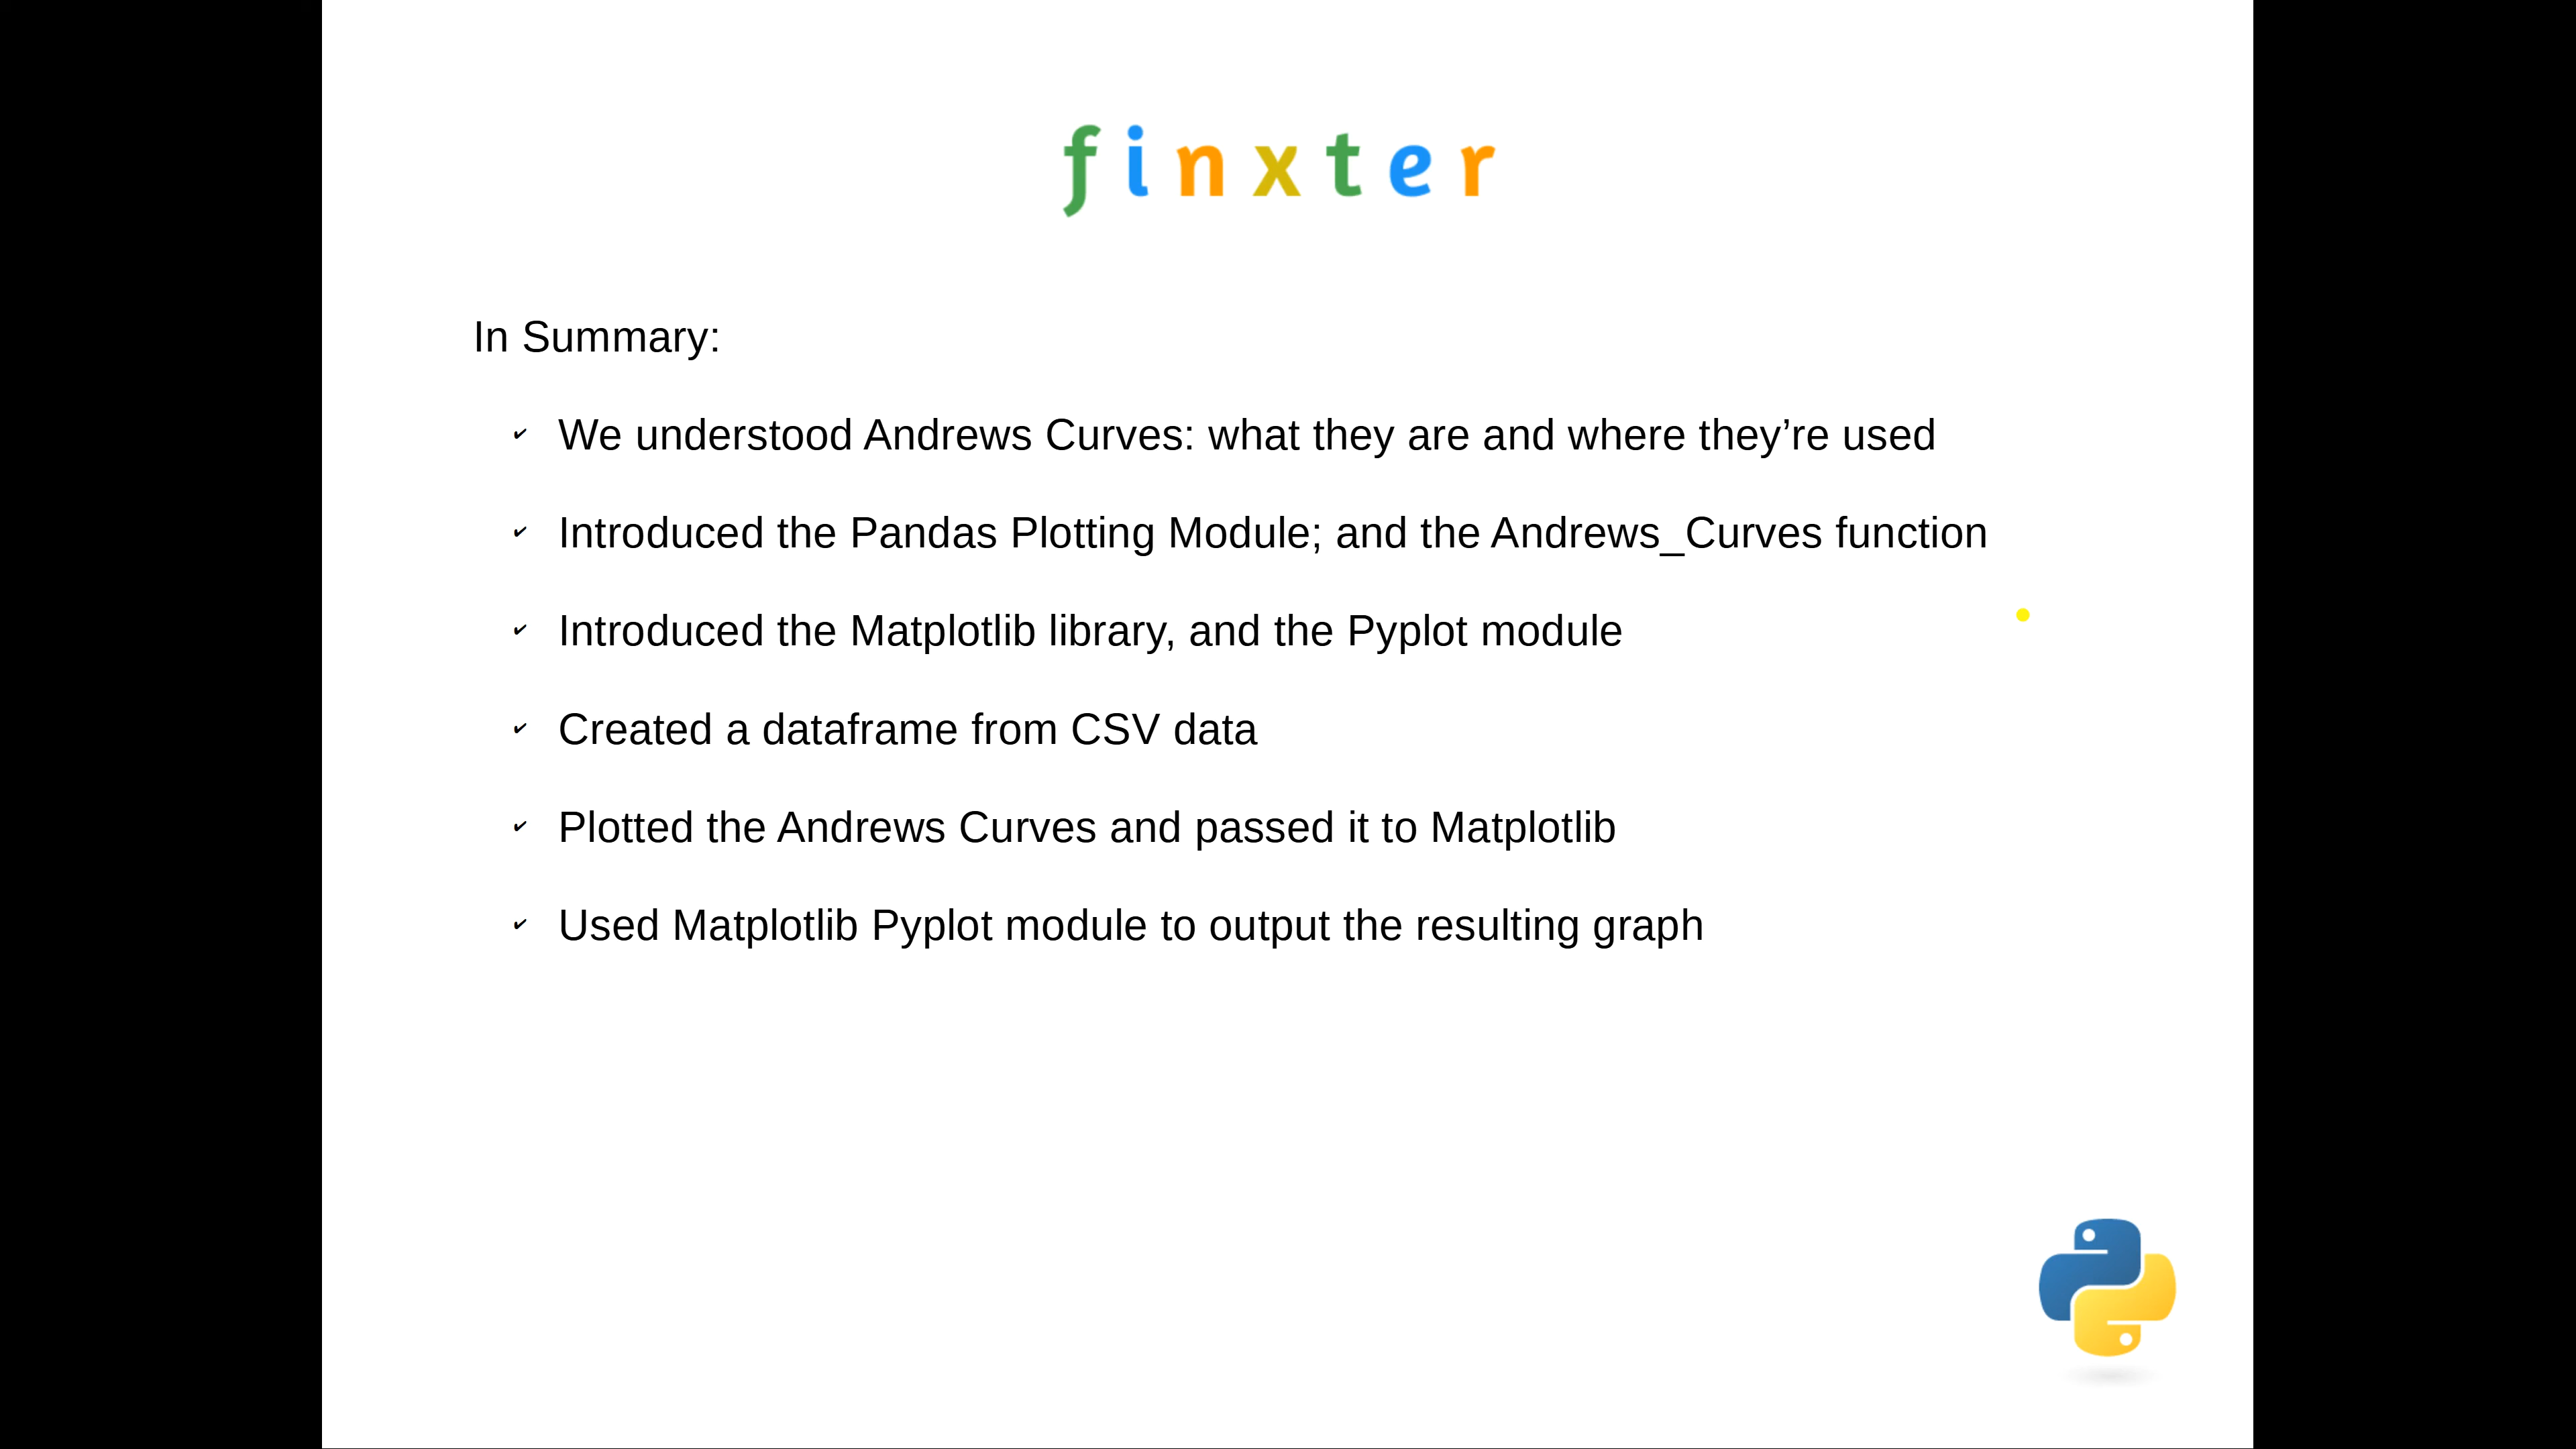 finxter
In Summary:
✔ We understood Andrews Curves: what they are and where they’re used
✔ Introduced the Pandas Plotting Module; and the Andrews_Curves function
✔ Introduced the Matplotlib library, and the Pyplot module
✔ Created a dataframe from CSV data
✔ Plotted the Andrews Curves and passed it to Matplotlib
✔ Used Matplotlib Pyplot module to output the resulting graph